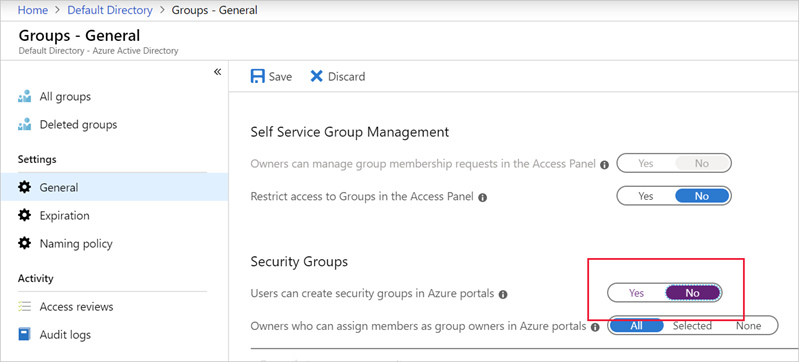 Home > Default Directory > Groups - General
Groups - General
Default Directory - Azure Active Directory
«
All groups
Deleted groups
Settings
General
Expiration
Naming policy
Activity
Access reviews
Audit logs
Save Discard
Self Service Group Management
Owners can manage group membership requests in the Access Panel Yes No
Restrict access to Groups in the Access Panel Yes No
Security Groups
Users can create security groups in Azure portals Yes No
Owners who can assign members as group owners in Azure portals All Selected None